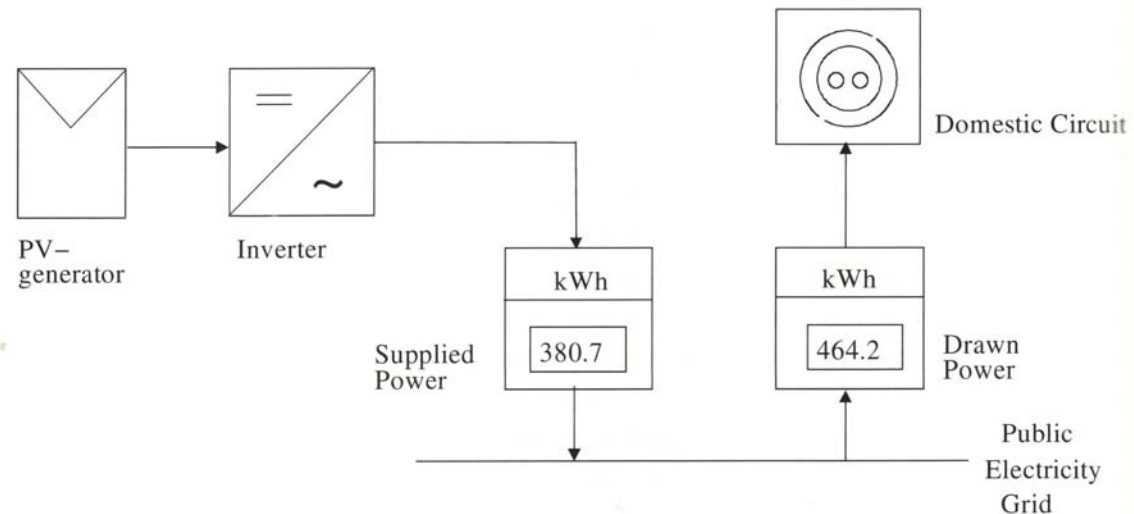 Domestic Circuit
=
~
PV–
generator
Inverter
kWh
380.7
Supplied
Power
kWh
464.2
Drawn
Power
Public
Electricity
Grid